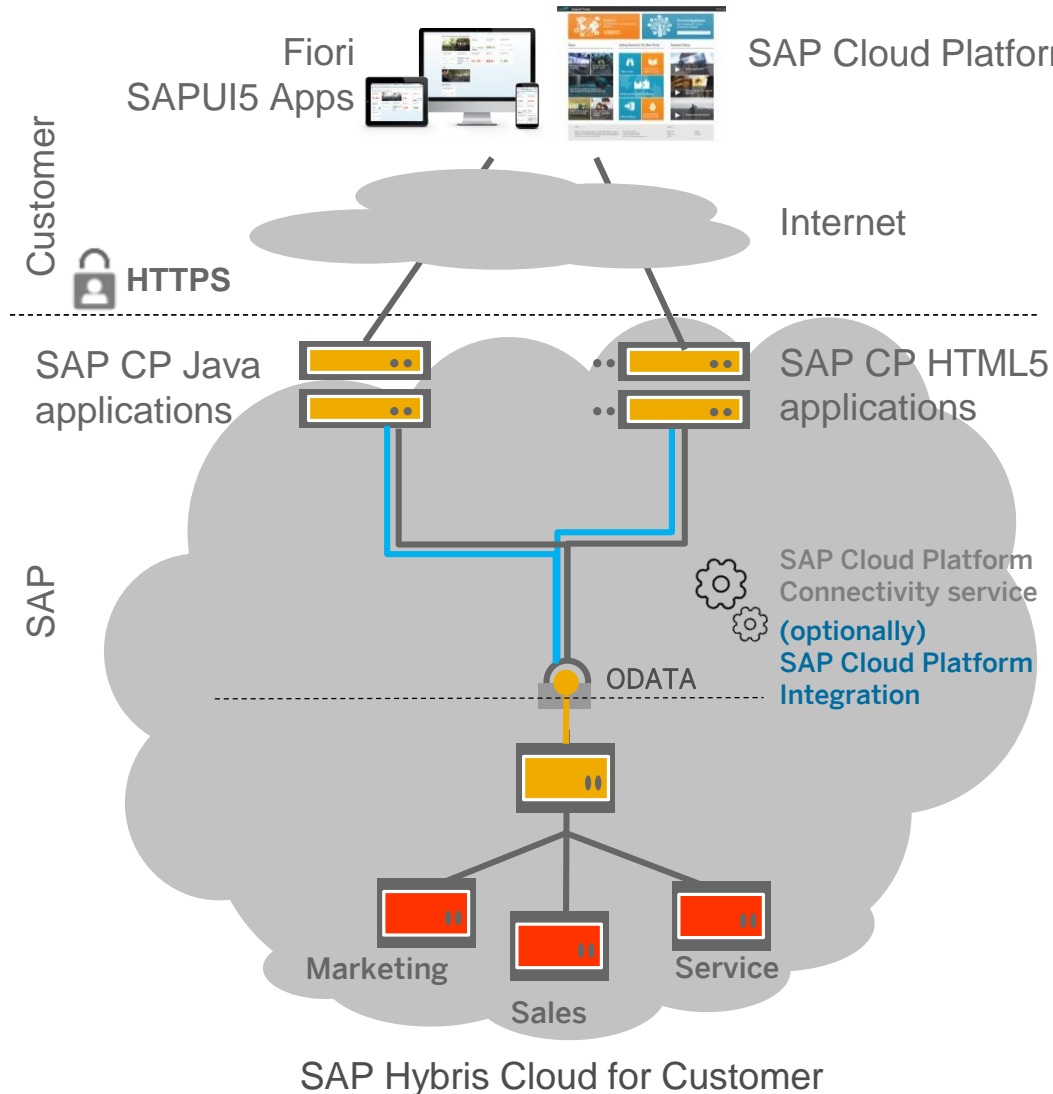 Fiori
SAPUI5 Apps
SAP Cloud Platform
Customer
Internet
HTTPS
SAP CP Java
applications
SAP CP HTML5
applications
SAP
SAP Cloud Platform
Connectivity service
(optionally)
SAP Cloud Platform
Integration
ODATA
Marketing
Sales
Service
SAP Hybris Cloud for Customer